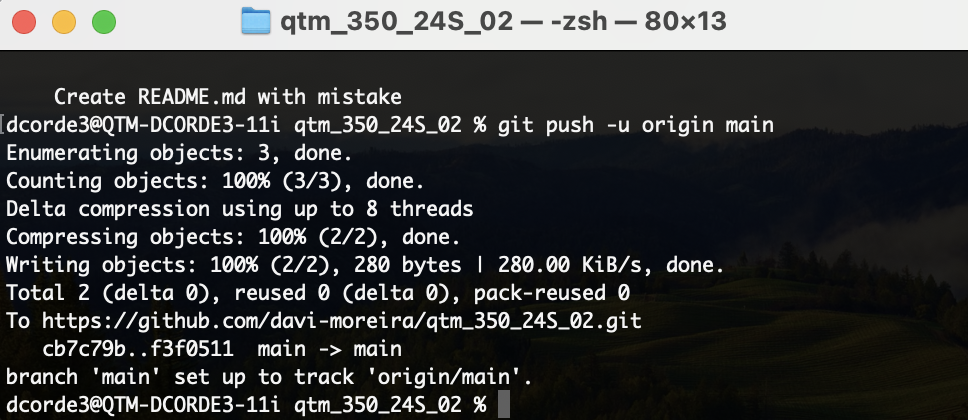 qtm_350_24S_02 — -zsh — 80×13
Create README.md with mistake
dcorde3@QTM-DCORDE3-11i qtm_350_24S_02 % git push -u origin main
Enumerating objects: 3, done.
Counting objects: 100% (3/3), done.
Delta compression using up to 8 threads
Compressing objects: 100% (2/2), done.
Writing objects: 100% (2/2), 280 bytes | 280.00 KiB/s, done.
Total 2 (delta 0), reused 0 (delta 0), pack-reused 0
To https://github.com/davi-moreira/qtm_350_24S_02.git
   cb7c79b..f3f0511  main -> main
branch 'main' set up to track 'origin/main'.
dcorde3@QTM-DCORDE3-11i qtm_350_24S_02 %